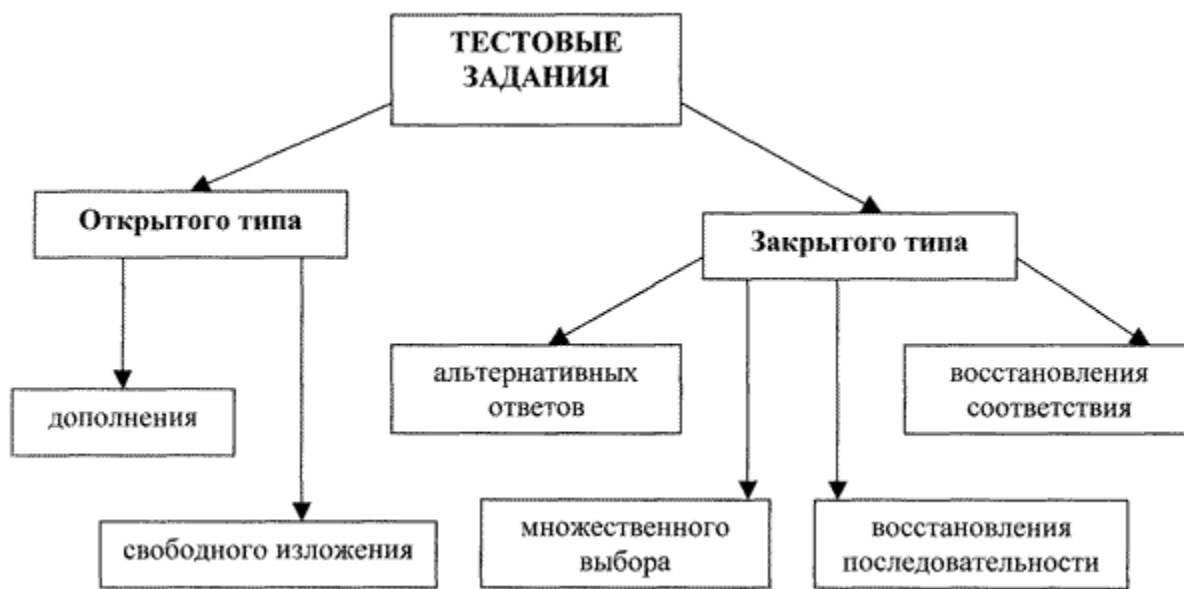 ТЕСТОВЫЕ
ЗАДАНИЯ
Открытого типа
Закрытого типа
альтернативных
ответов
восстановления
соответствия
дополнения
свободного изложения
множественного
выбора
восстановления
последовательности